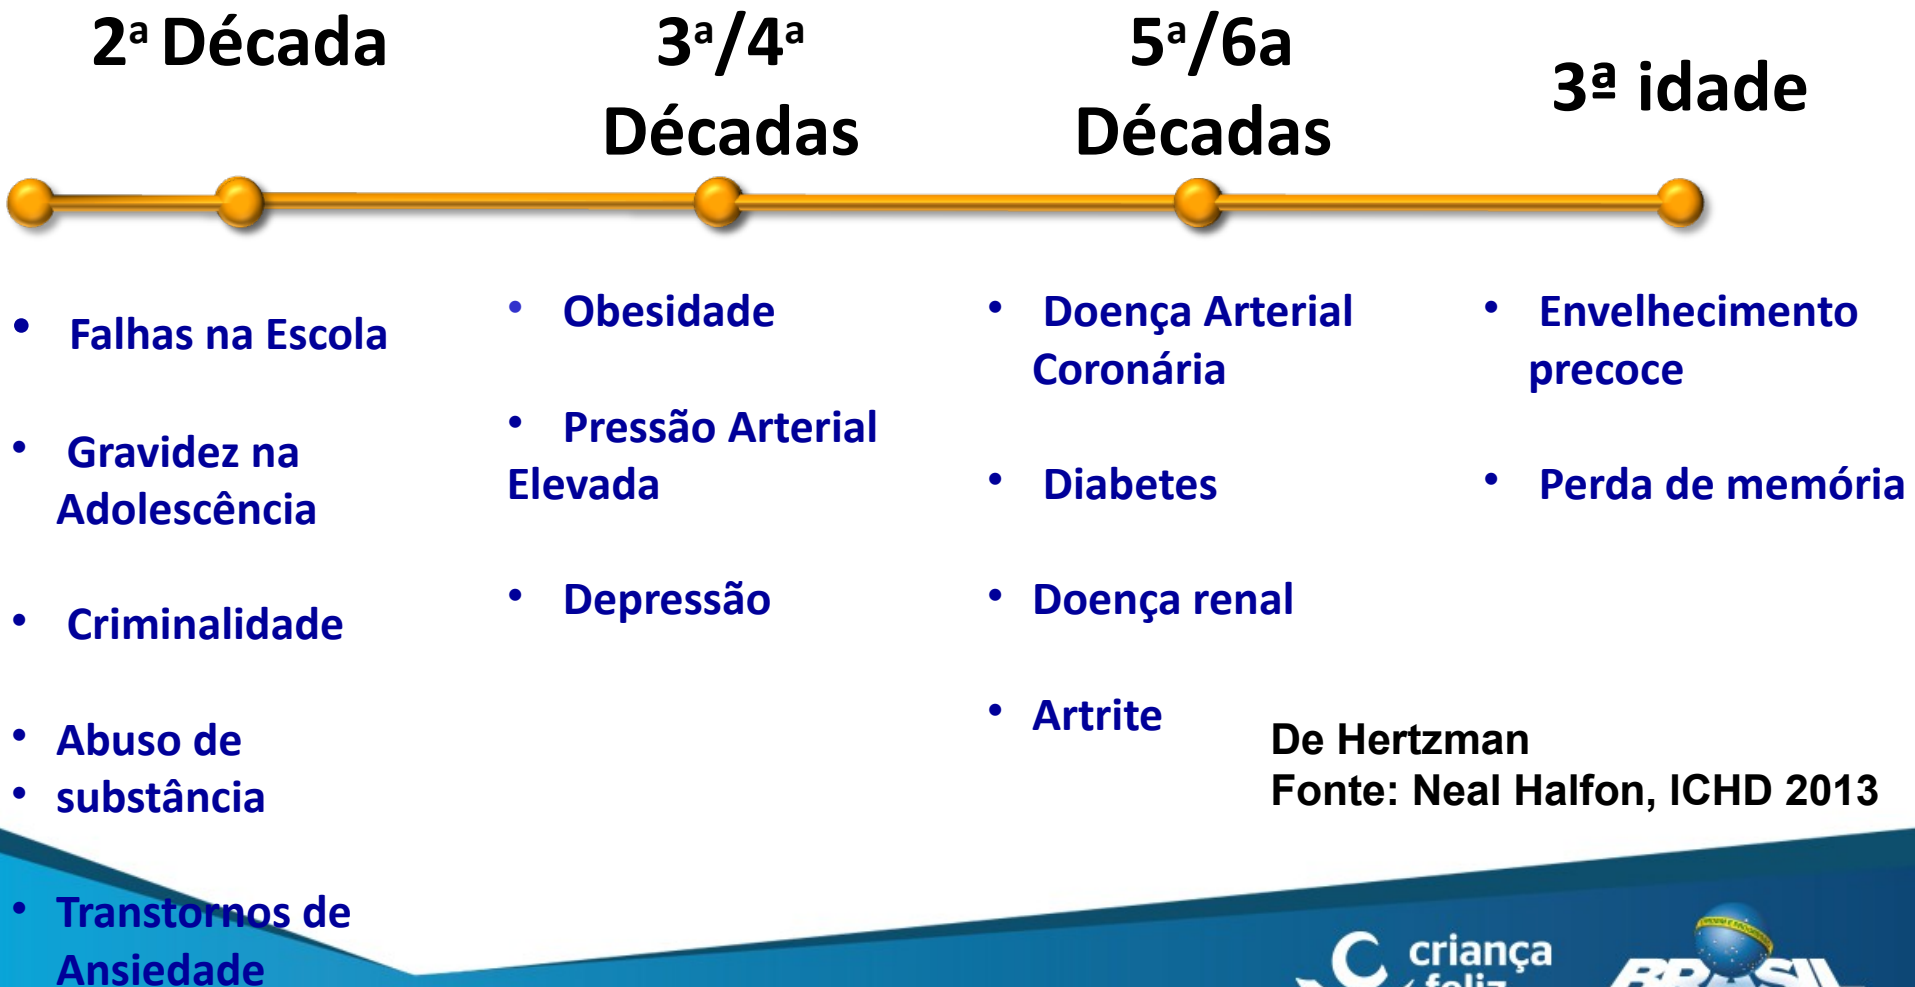 2ª Década
3ª/4ª
Décadas
5ª/6a
Décadas
3ª idade
• Falhas na Escola
• Gravidez na
Adolescência
• Criminalidade
• Abuso de
• substância
• Transtornos de
Ansiedade
• Obesidade
• Pressão Arterial
Elevada
• Depressão
• Doença Arterial
Coronária
• Diabetes
• Doença renal
• Artrite
• Envelhecimento
precoce
• Perda de memória
De Hertzman
Fonte: Neal Halfon, ICHD 2013
criança
feliz
BRASIL